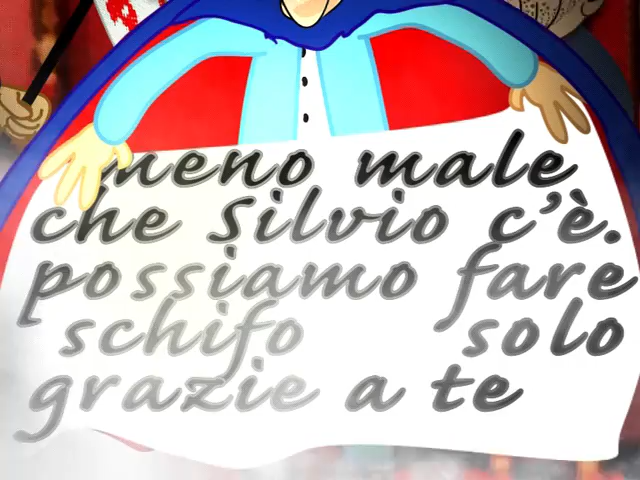 meno male
che Silvio c'è.
possiamo fare
schifo solo
grazie a te